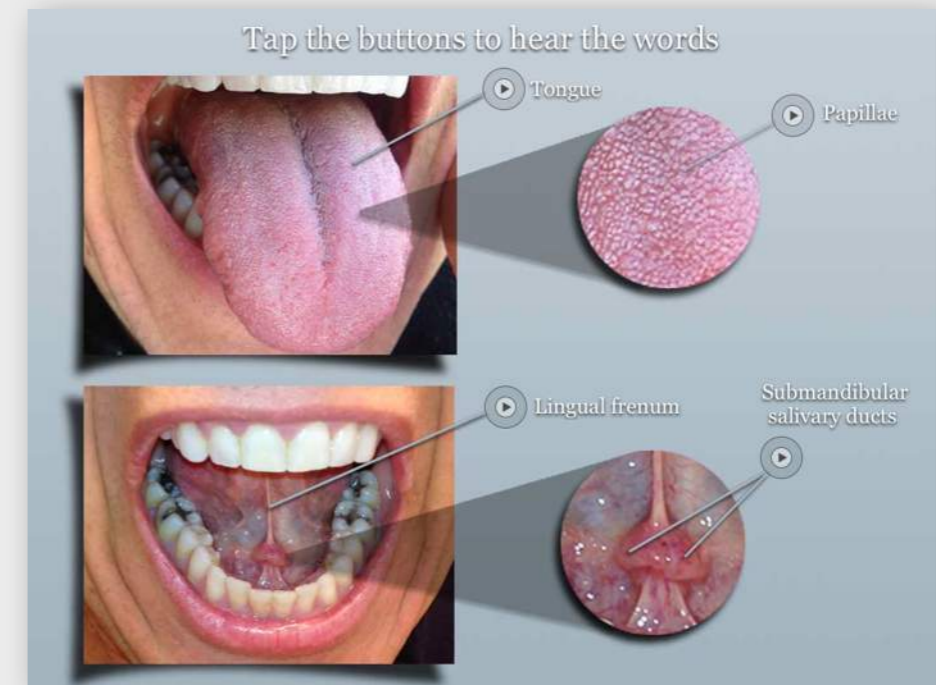 Tap the buttons to hear the words
Tongue
Papillae
Lingual frenum
Submandibular
salivary ducts